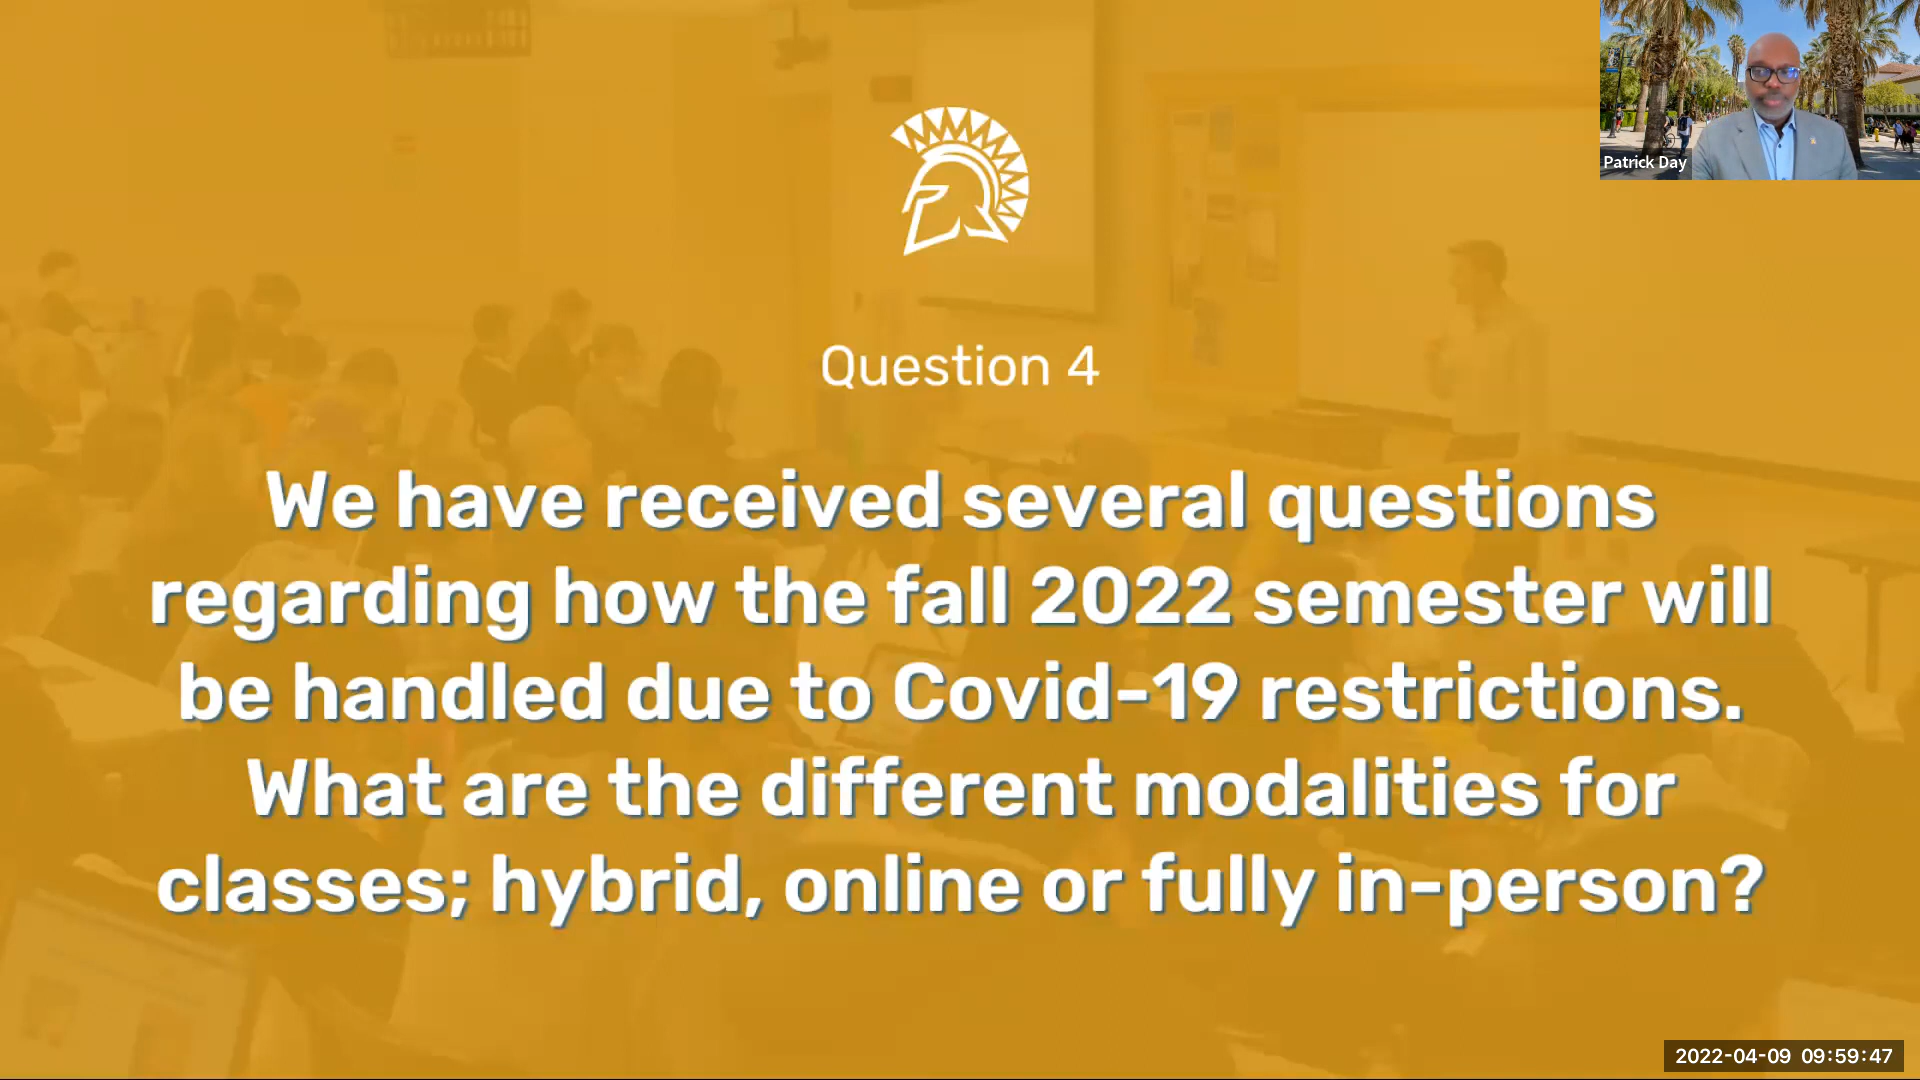 Patrick Day
Question 4
We have received several questions
regarding how the fall 2022 semester will
be handled due to Covid-19 restrictions.
What are the different modalities for
classes; hybrid, online or fully in-person?
2022-04-09 09:59:47